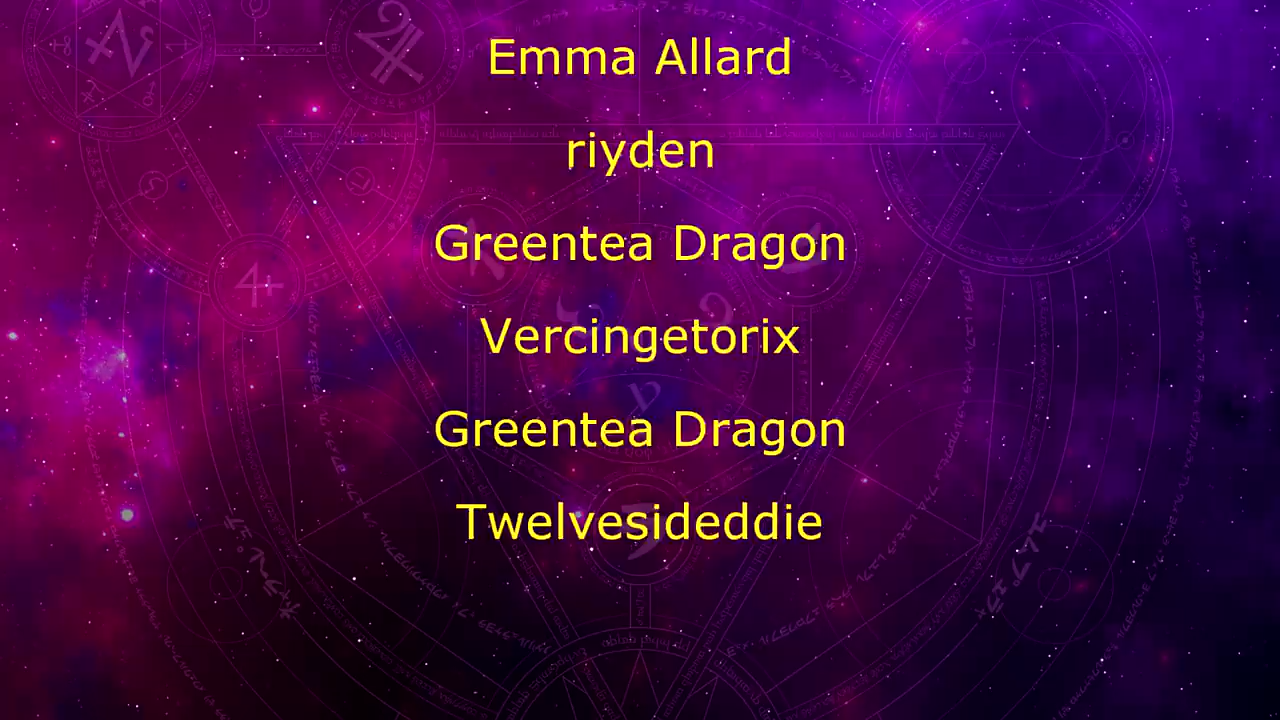 Emma Allard
riyden
Greentea Dragon
Vercingetorix
Greentea Dragon
Twelvesideddie